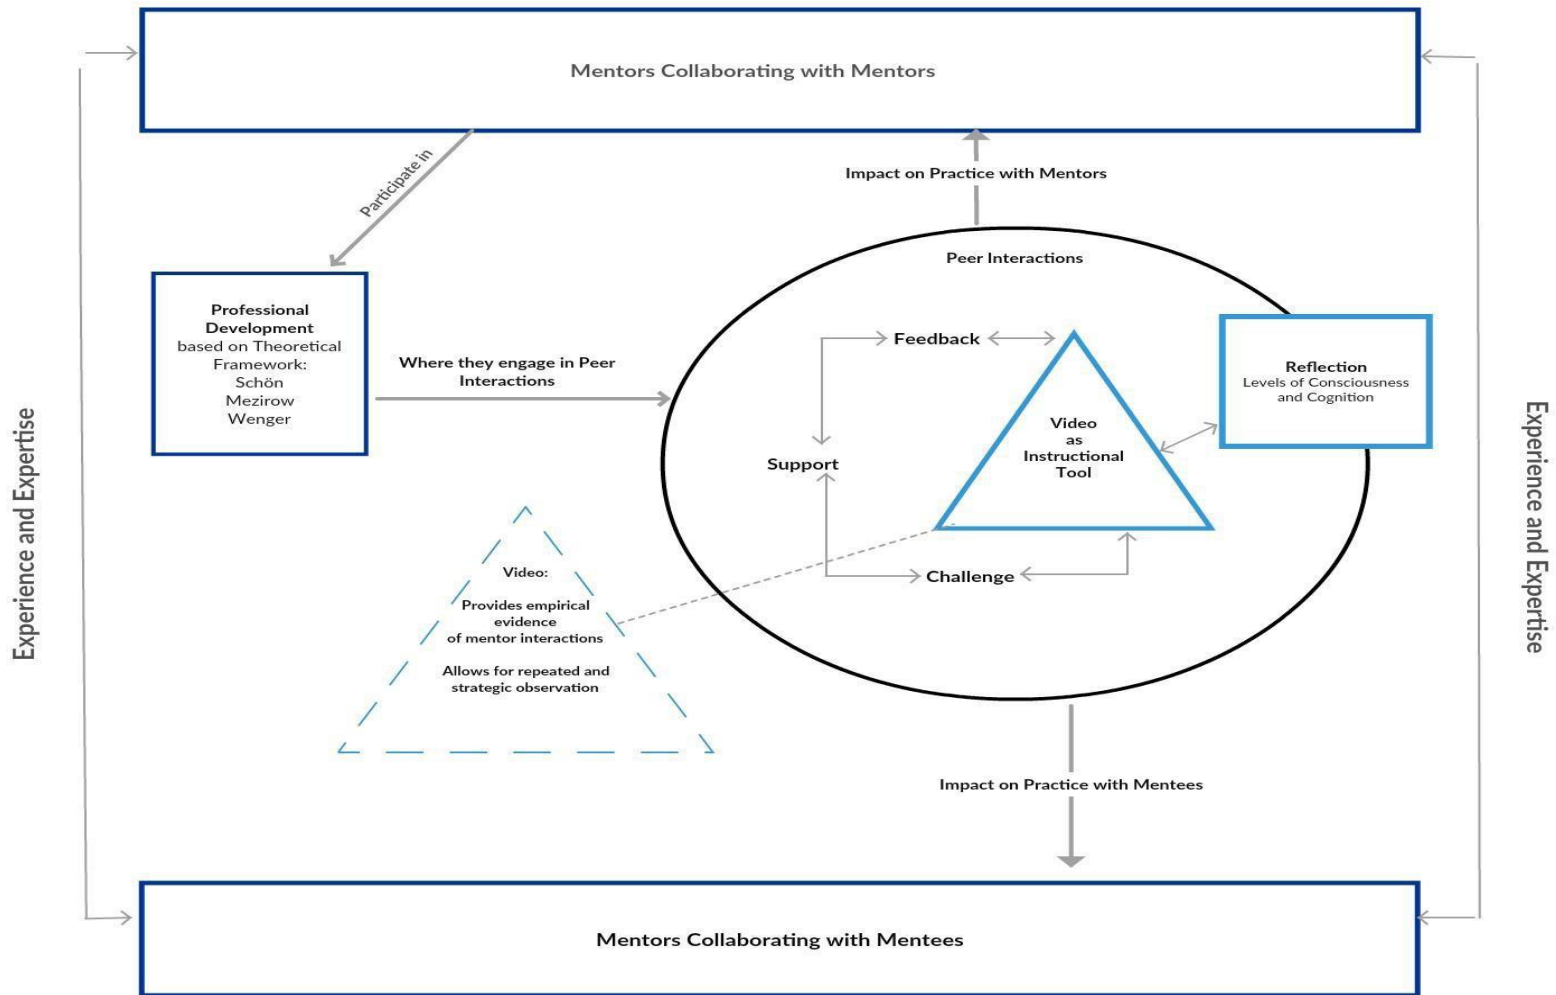 Mentors Collaborating with Mentors
Participate in
Impact on Practice with Mentors
Peer Interactions
Professional
Development
based on Theoretical
Framework:
Schön
Mezirow
Wenger
Where they engage in Peer
Interactions
Feedback
Support
Challenge
Video
as
Instructional
Tool
Reflection
Levels of Consciousness
and Cognition
Experience and Expertise
Experience and Expertise
Video:
Provides empirical
evidence
of mentor interactions
Allows for repeated and
strategic observation
Impact on Practice with Mentees
Mentors Collaborating with Mentees